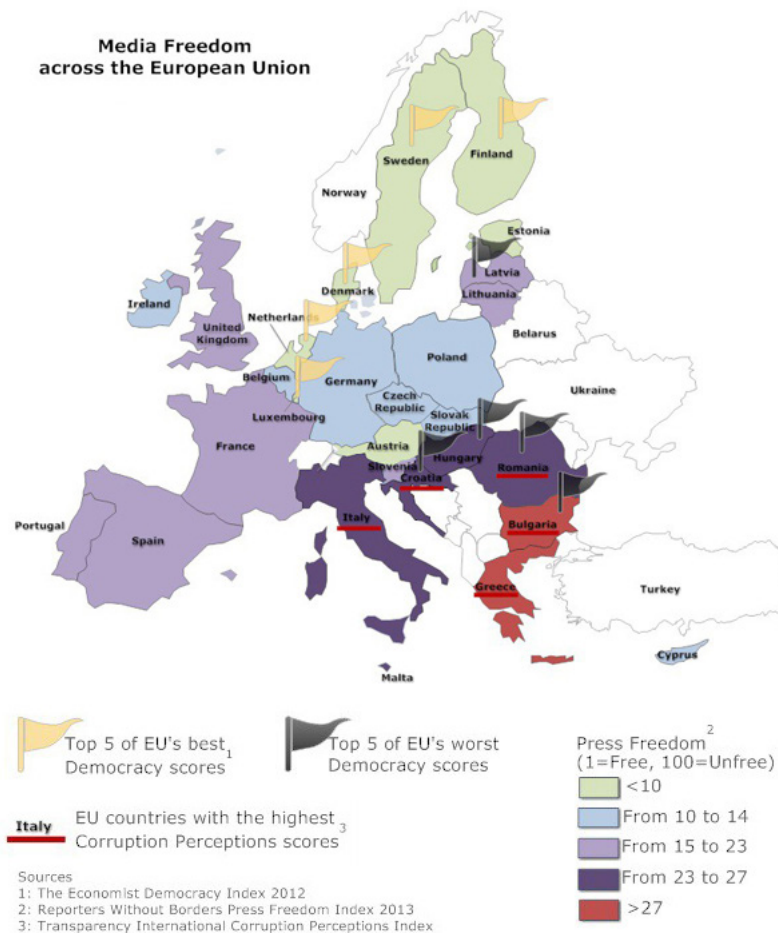 Media Freedom
across the European Union
Finland
Sweden
Norway
Estonia
Latvia
Denmark
Lithuania
Ireland
Netherlands
United
Kingdom
Belarus
Poland
Belgium
Germany
Ukraine
Czech
Republic
Luxembourg
Slovak
Republic
Austria
France
Hungary
Slovenia
Romania
Croatia
Italy
Bulgaria
Portugal
Spain
Greece
Turkey
Cyprus
Malta
Top 5 of EU's best 1
Democracy scores
Top 5 of EU's worst
Democracy scores
Italy
EU countries with the highest 3
Corruption Perceptions scores
Press Freedom 2
(1=Free, 100=Unfree)
<10
From 10 to 14
From 15 to 23
From 23 to 27
>27
Sources
1: The Economist Democracy Index 2012
2: Reporters Without Borders Press Freedom Index 2013
3: Transparency International Corruption Perceptions Index